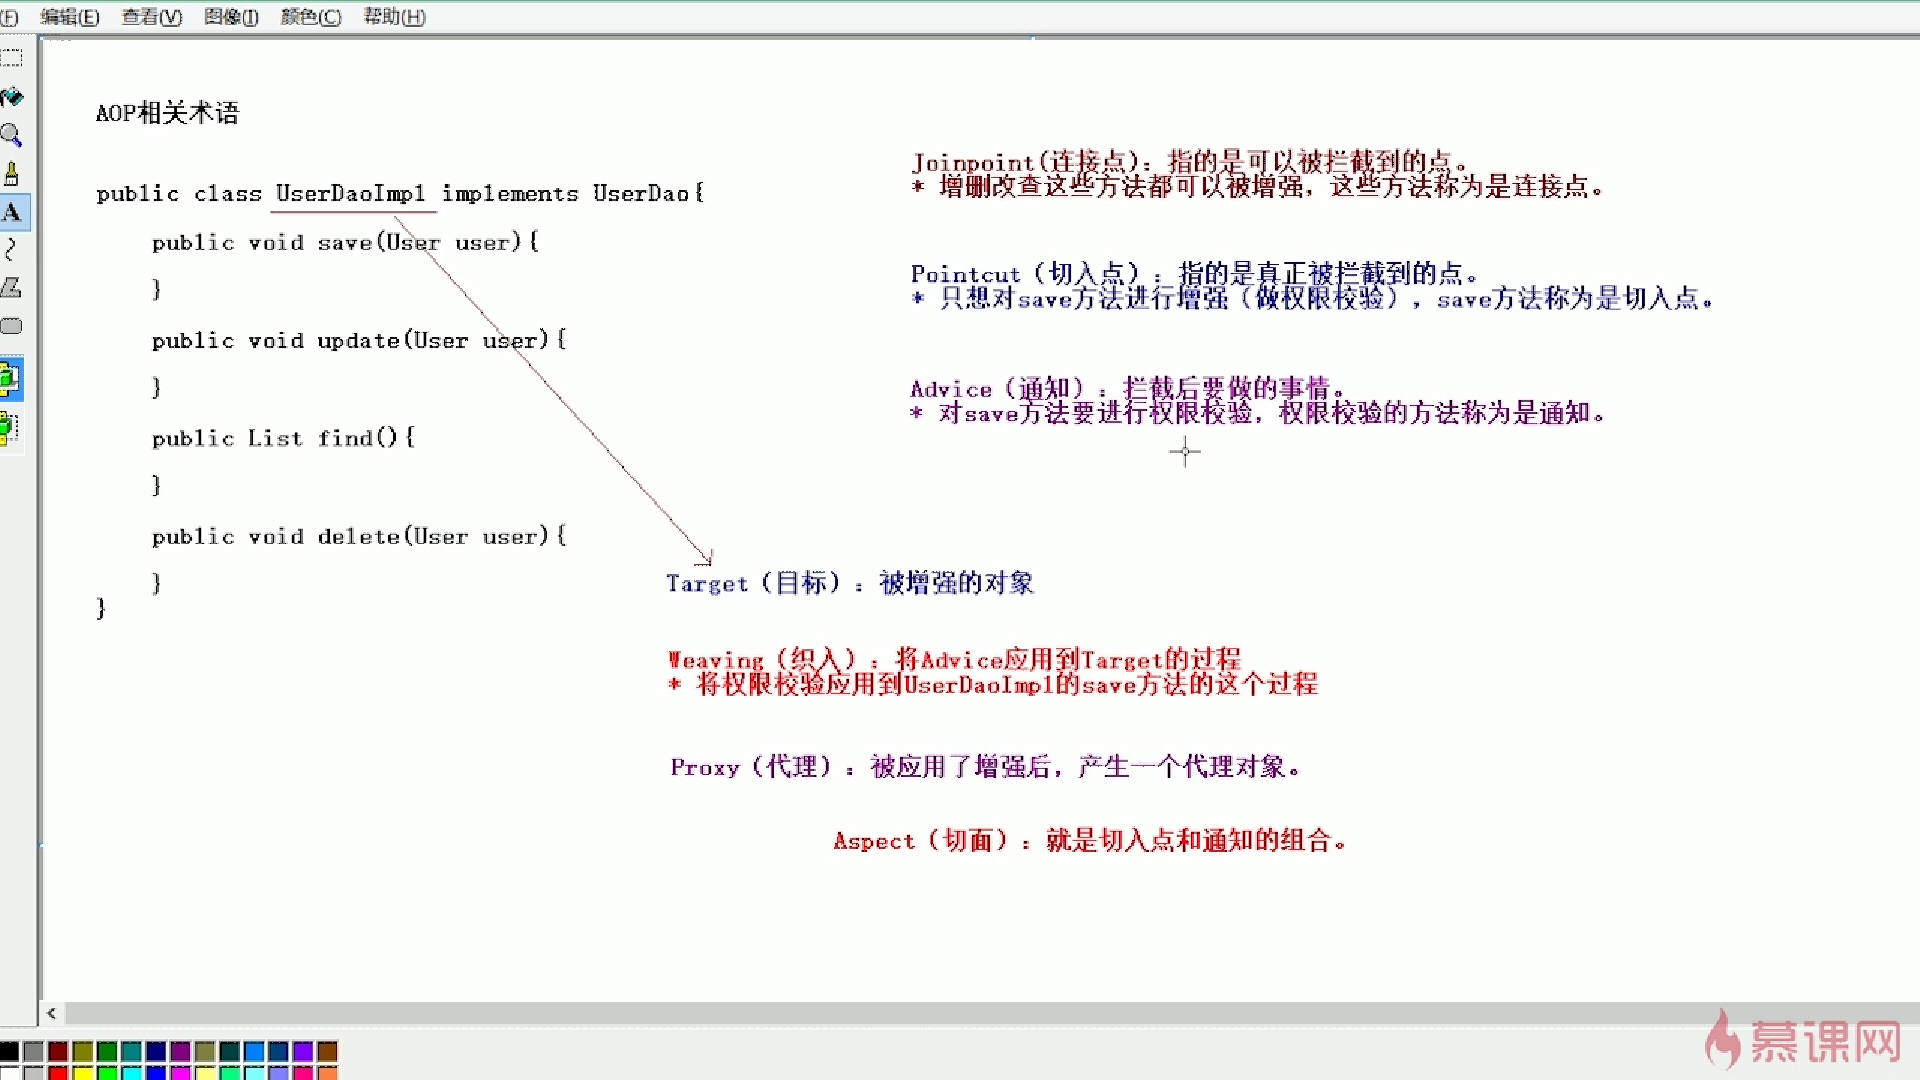 (F) 编辑(E) 查看(V) 图像(I) 颜色(C) 帮助(H)
AOP相关术语
public class UserDaoImpl implements UserDao{
public void save(User user){
}
public void update(User user){
}
public List find(){
}
public void delete(User user){
}
}
Joinpoint(连接点): 指的是可以被拦截到的点。
* 增删改查这些方法都可以被增强，这些方法称为是连接点。
Pointcut（切入点）：指的是真正被拦截到的点。
* 只想对save方法进行增强（做权限校验），save方法称为是切入点。
Advice（通知）：拦截后要做的事情。
* 对save方法要进行权限校验，权限校验的方法称为是通知。
Target（目标）：被增强的对象
Weaving（织入）：将Advice应用到Target的过程
* 将权限校验应用到UserDaoImpl的save方法的这个过程
Proxy（代理）：被应用了增强后，产生一个代理对象。
Aspect（切面）：就是切入点和通知的组合。
慕课网